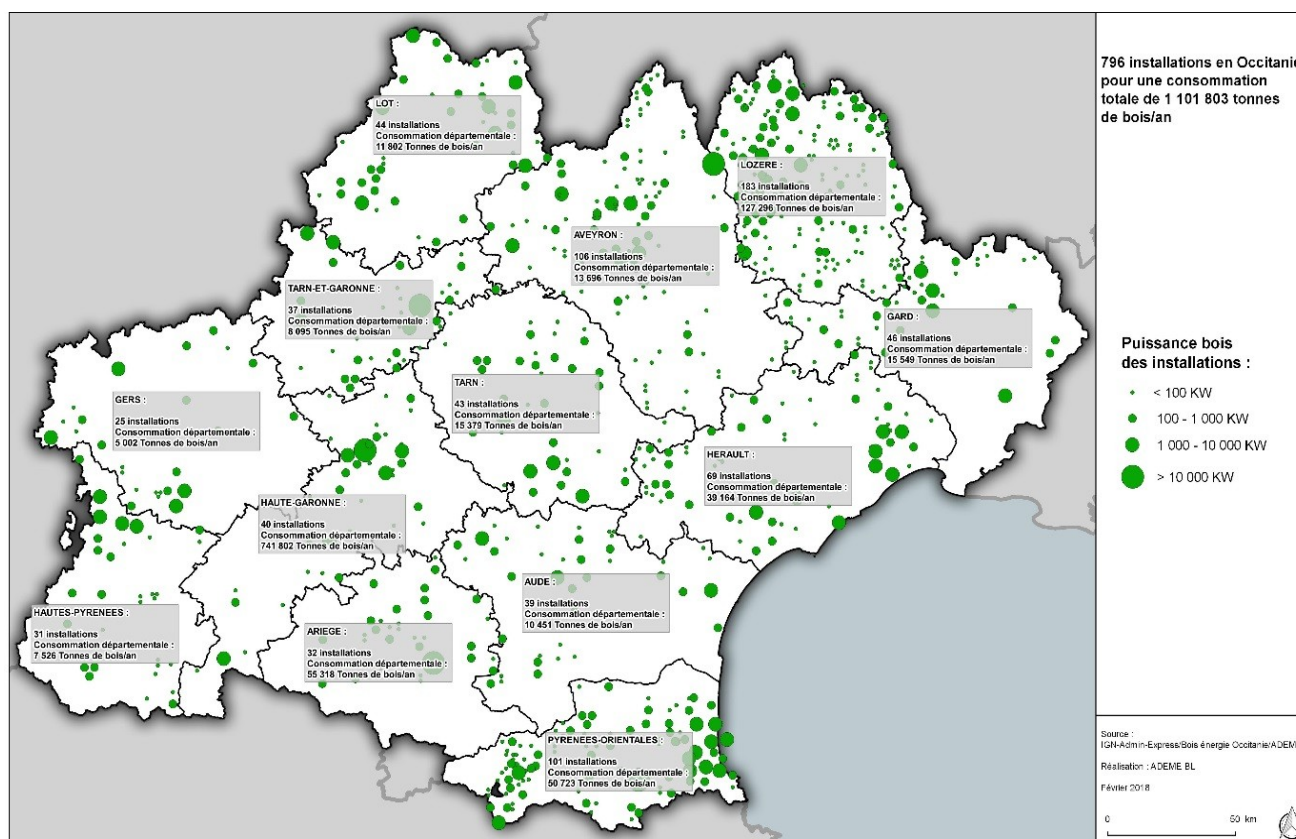 796 installations en Occitanie
pour une consommation
totale de 1 101 803 tonnes
de bois/an
LOT :
44 installations
Consommation départementale :
11 802 Tonnes de bois/an
LOZERE :
183 installations
Consommation départementale :
127 296 Tonnes de bois/an
AVEYRON :
106 installations
Consommation départementale :
13 696 Tonnes de bois/an
TARN-ET-GARONNE :
37 installations
Consommation départementale :
8 095 Tonnes de bois/an
GARD :
46 installations
Consommation départementale :
15 549 Tonnes de bois/an
TARN :
43 installations
Consommation départementale :
15 379 Tonnes de bois/an
GERS :
25 installations
Consommation départementale :
5 002 Tonnes de bois/an
HERAULT :
69 installations
Consommation départementale :
39 164 Tonnes de bois/an
HAUTE-GARONNE :
40 installations
Consommation départementale :
741 802 Tonnes de bois/an
AUDE :
39 installations
Consommation départementale :
10 451 Tonnes de bois/an
HAUTES-PYRENEES :
31 installations
Consommation départementale :
7 526 Tonnes de bois/an
ARIEGE :
32 installations
Consommation départementale :
55 318 Tonnes de bois/an
PYRENEES-ORIENTALES :
101 installations
Consommation départementale :
50 723 Tonnes de bois/an
Puissance bois
des installations :
< 100 KW
100 - 1 000 KW
1 000 - 10 000 KW
> 10 000 KW
Source :
IGN-Admin-Express/Bois énergie Occitanie/ADEME
Réalisation : ADEME BL
Février 2018
0 50 km